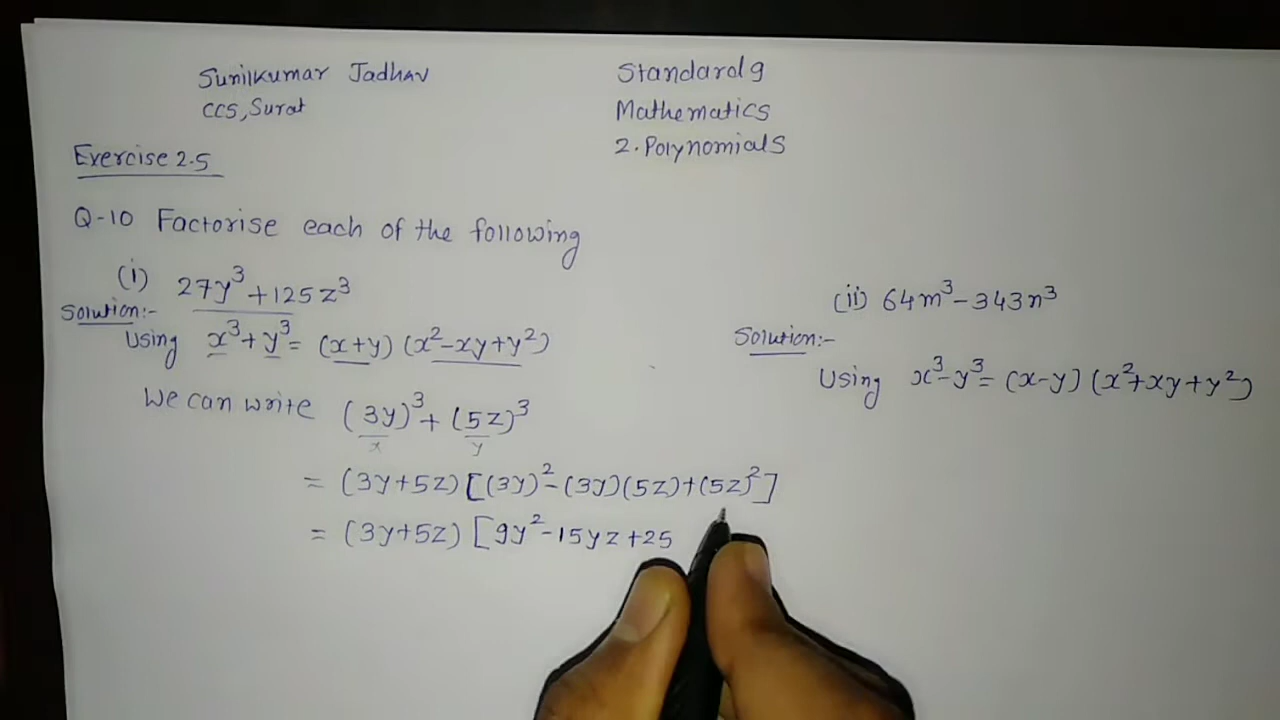 Sunilkumar Jadhav
CCS, Surat
Standard 9
Mathematics
2. Polynomials
Exercise 2.5
Q-10 Factorise each of the following
(i) 27y³ + 125z³
Solution:-
Using x³ + y³ = (x+y) (x² - xy + y²)
We can write (3y)³ + (5z)³
x y
= (3y+5z) [(3y)² - (3y)(5z) + (5z)²]
= (3y+5z) [9y² - 15yz + 25
(ii) 64m³ - 343n³
Solution:-
Using x³ - y³ = (x-y) (x² + xy + y²)